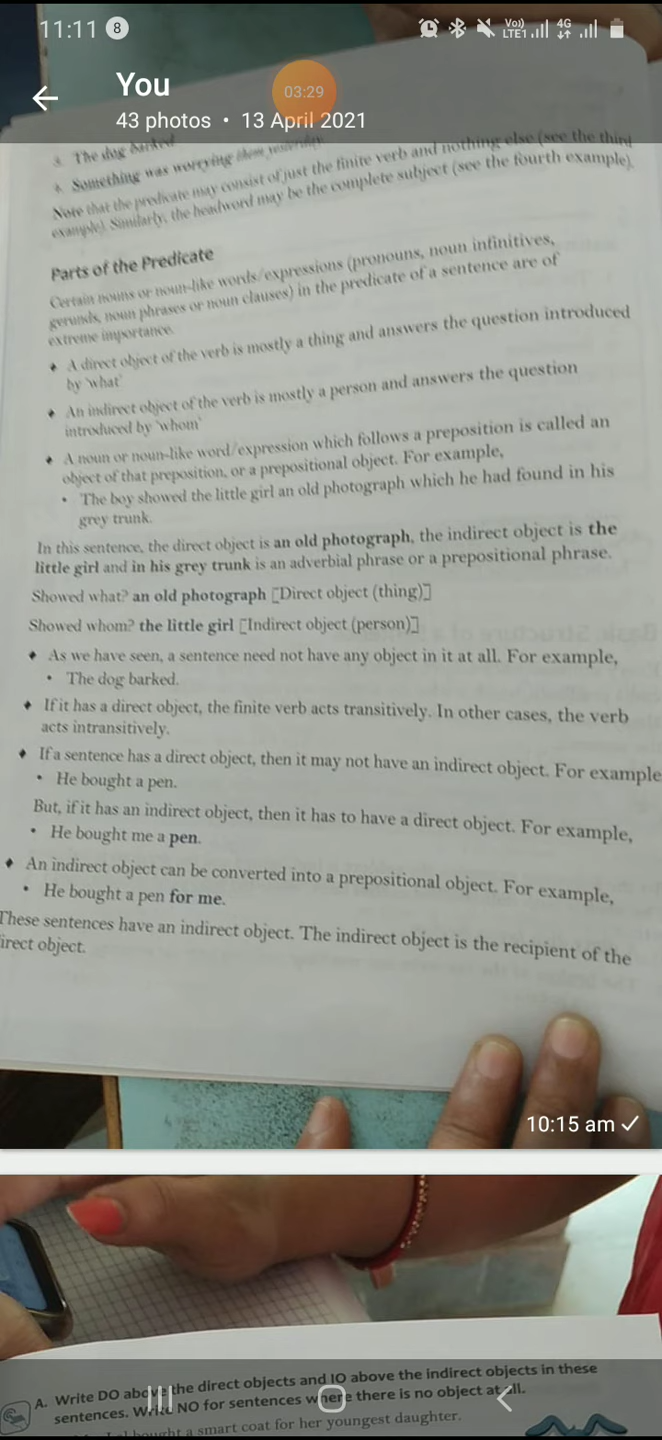 11:11 8
Vo)) 4G
LTE1
You
03:29
43 photos • 13 April 2021
3. The dog barked.
4. Something was worrying them yesterday.
Note that the predicate may consist of just the finite verb and nothing else (see the third
example). Similarly, the headword may be the complete subject (see the fourth example).
Parts of the Predicate
Certain nouns or noun-like words/expressions (pronouns, noun infinitives,
gerunds, noun phrases or noun clauses) in the predicate of a sentence are of
extreme importance.
♦ A direct object of the verb is mostly a thing and answers the question introduced
by 'what'
♦ An indirect object of the verb is mostly a person and answers the question
introduced by 'whom'
♦ A noun or noun-like word/expression which follows a preposition is called an
object of that preposition, or a prepositional object. For example,
• The boy showed the little girl an old photograph which he had found in his
grey trunk.
In this sentence, the direct object is an old photograph, the indirect object is the
little girl and in his grey trunk is an adverbial phrase or a prepositional phrase.
Showed what? an old photograph [Direct object (thing)]
Showed whom? the little girl [Indirect object (person)]
♦ As we have seen, a sentence need not have any object in it at all. For example,
• The dog barked.
♦ If it has a direct object, the finite verb acts transitively. In other cases, the verb
acts intransitively.
♦ If a sentence has a direct object, then it may not have an indirect object. For example
• He bought a pen.
But, if it has an indirect object, then it has to have a direct object. For example,
• He bought me a pen.
♦ An indirect object can be converted into a prepositional object. For example,
• He bought a pen for me.
These sentences have an indirect object. The indirect object is the recipient of the
irect object.
10:15 am
A. Write DO above the direct objects and IO above the indirect objects in these
sentences. Write NO for sentences where there is no object at all.
bought a smart coat for her youngest daughter.